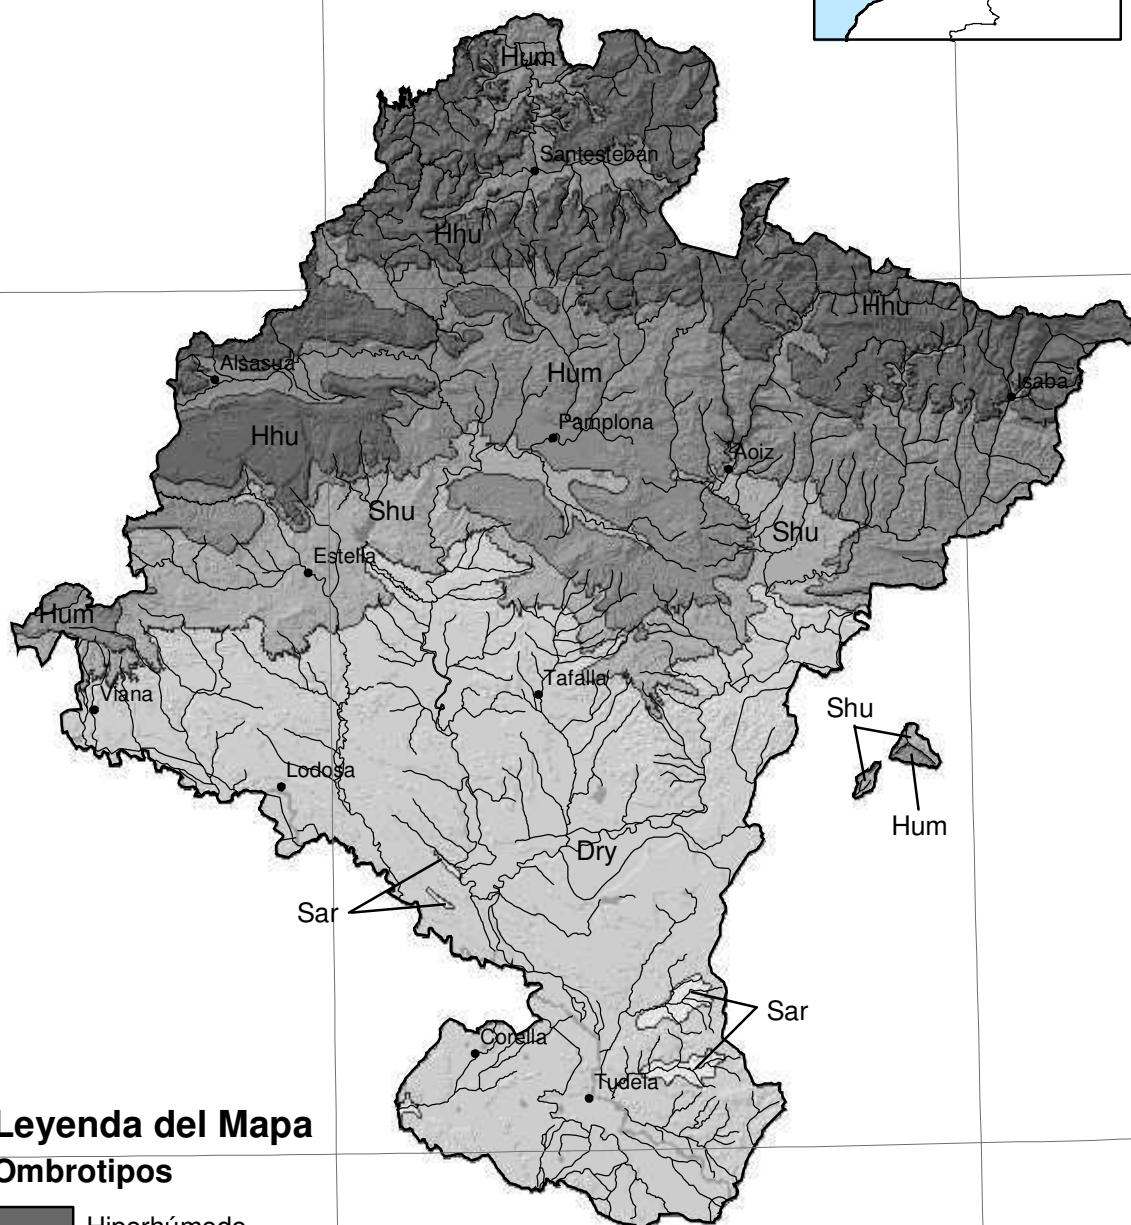 Hum
Santesteban
Hhu
Hhu
Alsasua
Hum
Isaba
Pamplona
Hhu
Aoiz
Shu
Shu
Estella
Hum
Tafalla
Viana
Shu
Lodosa
Hum
Dry
Sar
Sar
Corella
Tudela
Leyenda del Mapa
Ombrotipos
Hiperhúmedo